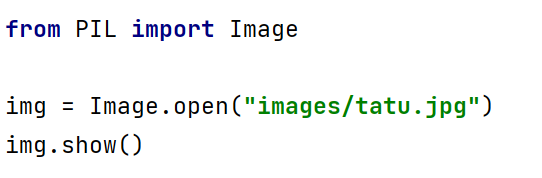 from PIL import Image
img = Image.open("images/tatu.jpg")
img.show()